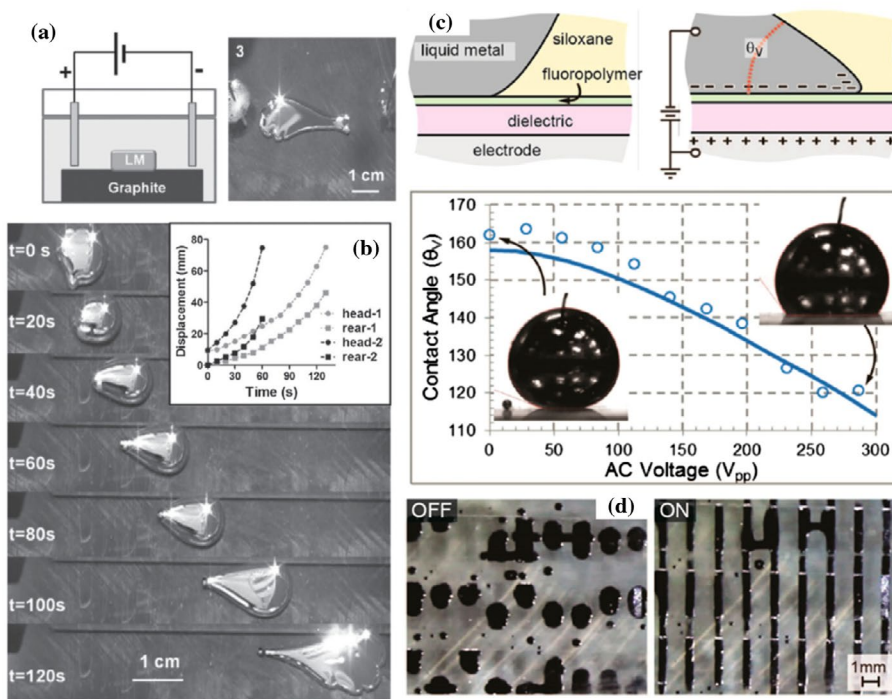 (a)
+
-
LM
Graphite
3
1 cm
(c)
liquid metal
siloxane
fluoropolymer
dielectric
electrode
θv
- - - - - - - - - -
+ + + + + + + + + +
t=0 s
t=20s
t=40s
t=60s
t=80s
t=100s
t=120s
1 cm
(b)
Displacement (mm)
80
60
40
20
0
0 30 60 90 120
Time (s)
head-1
rear-1
head-2
rear-2
Contact Angle (θV)
170
160
150
140
130
120
110
0 50 100 150 200 250 300
AC Voltage (Vpp)
OFF
(d)
ON
1mm